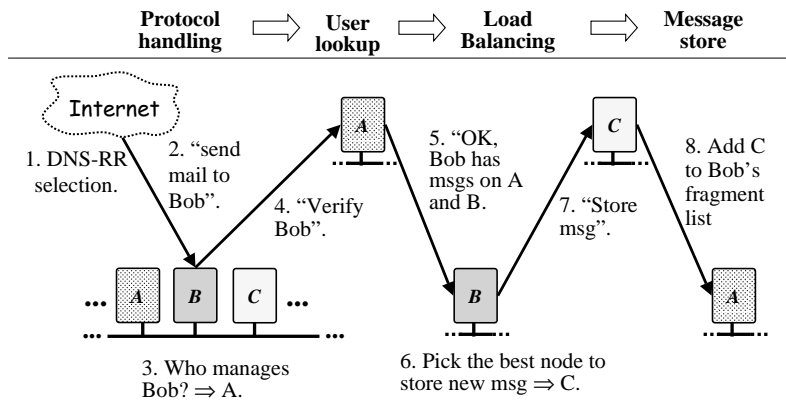 Protocol handling
User lookup
Load Balancing
Message store
Internet
1. DNS-RR
selection.
2. “send
mail to
Bob”.
A
B
C
... ...
...
3. Who manages
Bob? ⇒ A.
4. “Verify
Bob”.
A
5. “OK,
Bob has
msgs on A
and B.
B
6. Pick the best node to
store new msg ⇒ C.
7. “Store
msg”.
C
8. Add C
to Bob’s
fragment
list
A